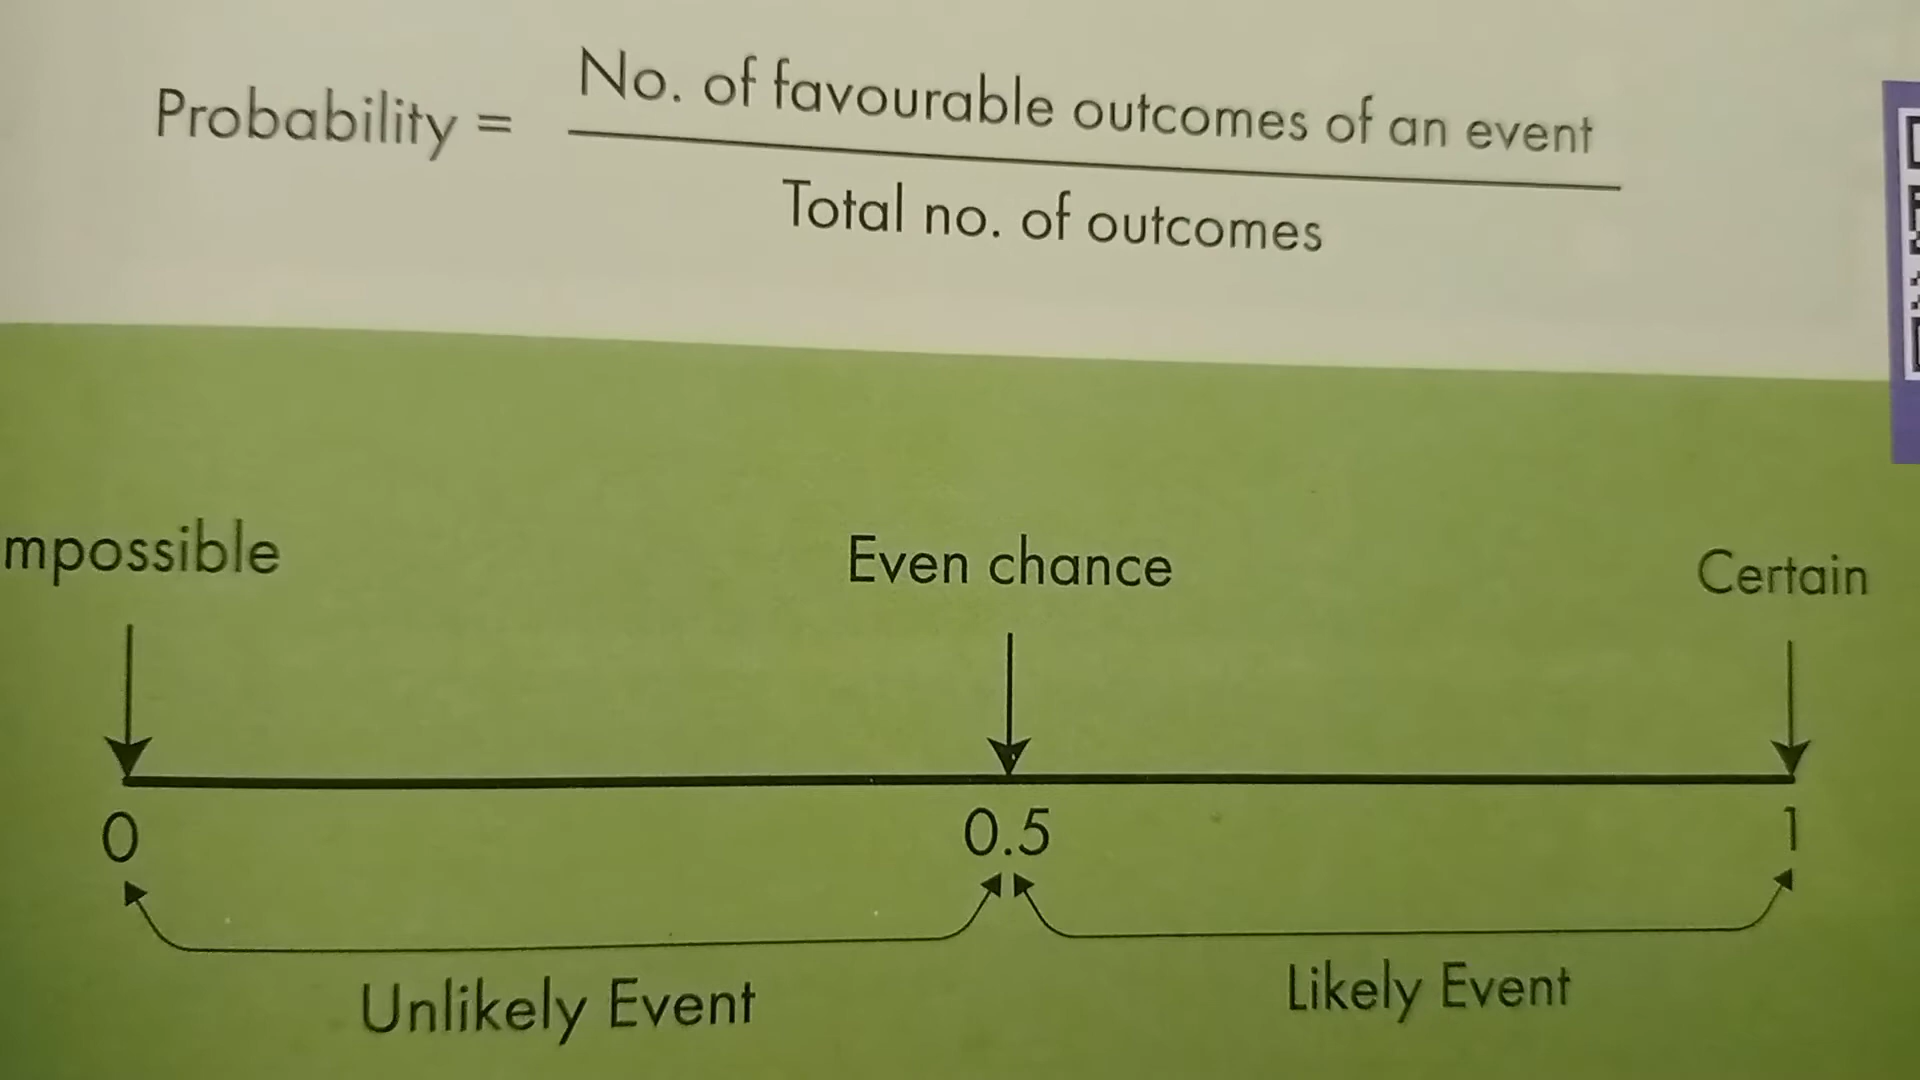 No. of favourable outcomes of an event
Probability =
Total no. of outcomes
mpossible
Even chance
Certain
0
0.5
1
Unlikely Event
Likely Event